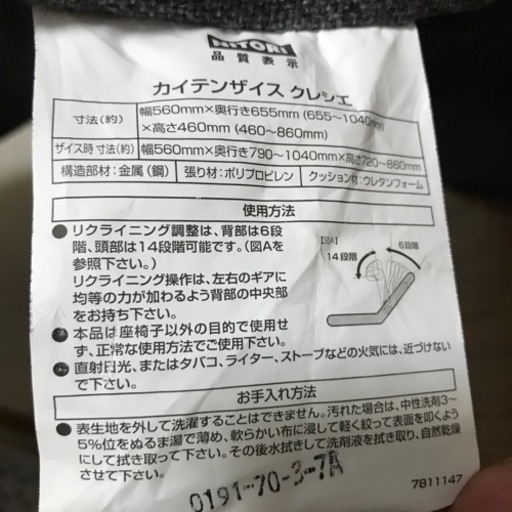 NITORI
品質表示
カイテンザイス クレシエ
寸法(約) 幅560mm×奥行き655mm(655〜1040mm)
×高さ460mm(460〜860mm)
ザイス時寸法(約) 幅560mm×奥行き790〜1040mm×高さ720〜860mm
構造部材:金属(鋼) 張り材:ポリプロピレン クッション材:ウレタンフォーム
使用方法
●リクライニング調整は、背部は6段
階、頭部は14段階可能です。(図Aを
参照下さい。)
リクライニング操作は、左右のギアに
均等の力が加わるよう背部の中央部
をお持ち下さい。
【図A】
14段階
6段階
●本品は座椅子以外の目的で使用せ
ず、正常な使用方法でご使用下さい。
●直射日光、またはタバコ、ライター、ストーブなどの火気には、近づけない
で下さい。
お手入れ方法
●表生地を外して洗濯することはできません。汚れた場合は、中性洗剤3〜
5%位をぬるま湯で薄め、軟らかい布に浸して軽く絞って表面を叩くよう
にして拭き取って下さい。その後水拭きして洗剤液を拭き取り、自然乾燥
させて下さい。
0191-70-3-7A
7811147